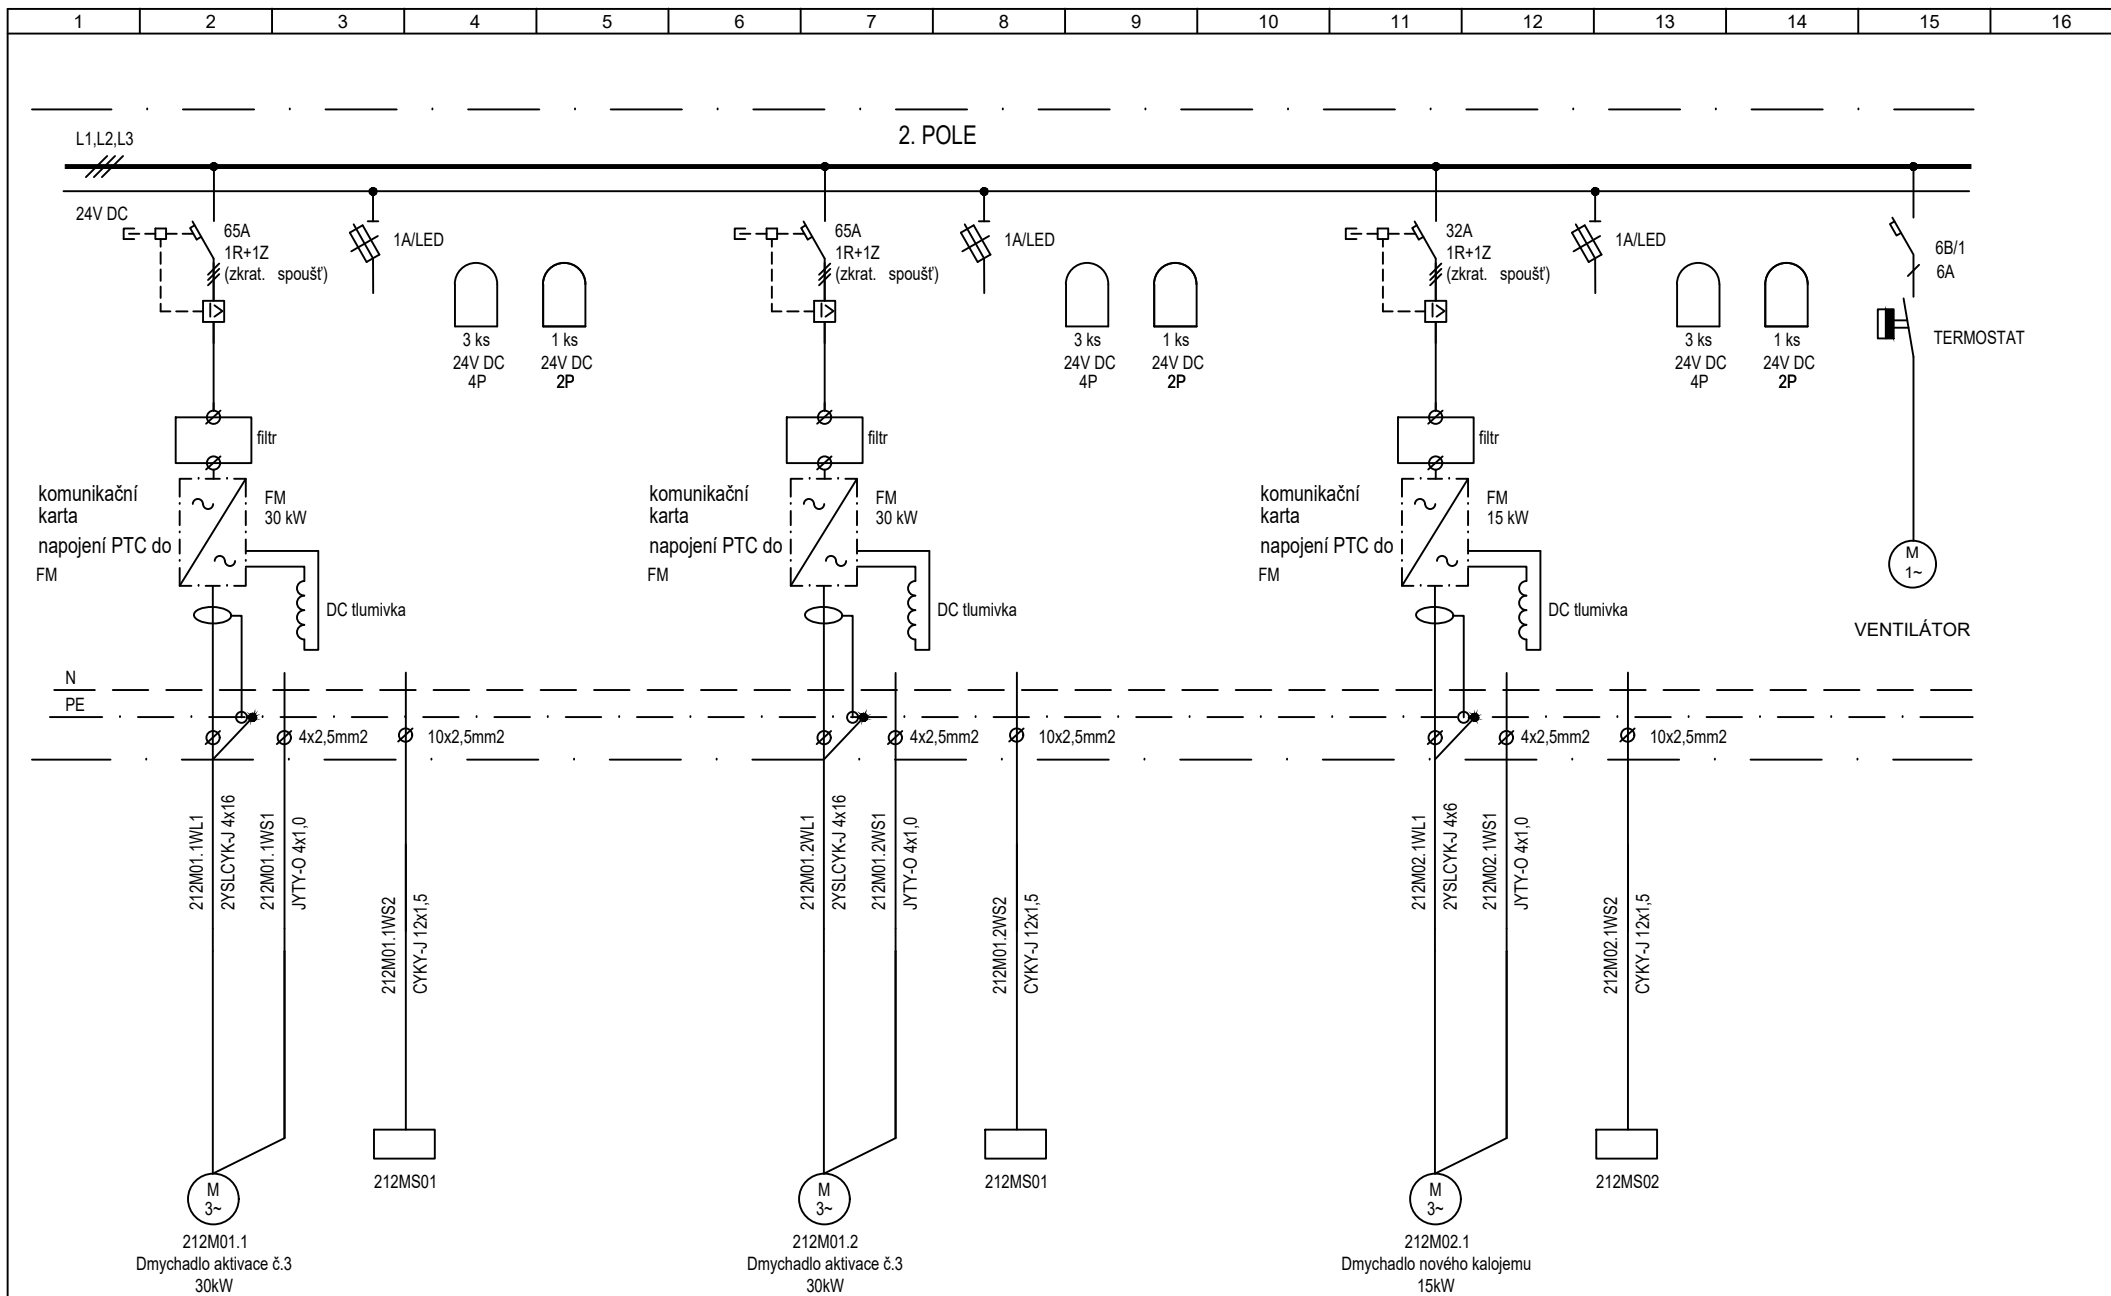 1 2 3 4 5 6 7 8 9 10 11 12 13 14 15 16
2. POLE
L1,L2,L3
24V DC
65A
1R+1Z
(zkrat. spoušť)
1A/LED
3 ks
24V DC
4P
1 ks
24V DC
2P
filtr
komunikační
karta
napojení PTC do
FM
FM
30 kW
DC tlumivka
65A
1R+1Z
(zkrat. spoušť)
1A/LED
3 ks
24V DC
4P
1 ks
24V DC
2P
filtr
komunikační
karta
napojení PTC do
FM
FM
30 kW
DC tlumivka
32A
1R+1Z
(zkrat. spoušť)
1A/LED
3 ks
24V DC
4P
1 ks
24V DC
2P
filtr
komunikační
karta
napojení PTC do
FM
FM
15 kW
DC tlumivka
6B/1
6A
TERMOSTAT
M
1~
VENTILÁTOR
N
PE
4x2,5mm2
10x2,5mm2
4x2,5mm2
10x2,5mm2
4x2,5mm2
10x2,5mm2
212M01.1WL1
2YSLCYK-J 4x16
212M01.1WS1
JYTY-O 4x1,0
212M01.1WS2
CYKY-J 12x1,5
212M01.2WL1
2YSLCYK-J 4x16
212M01.2WS1
JYTY-O 4x1,0
212M01.2WS2
CYKY-J 12x1,5
212M02.1WL1
2YSLCYK-J 4x6
212M02.1WS1
JYTY-O 4x1,0
212M02.1WS2
CYKY-J 12x1,5
M
3~
212M01.1
Dmychadlo aktivace č.3
30kW
212MS01
M
3~
212M01.2
Dmychadlo aktivace č.3
30kW
212MS01
M
3~
212M02.1
Dmychadlo nového kalojemu
15kW
212MS02